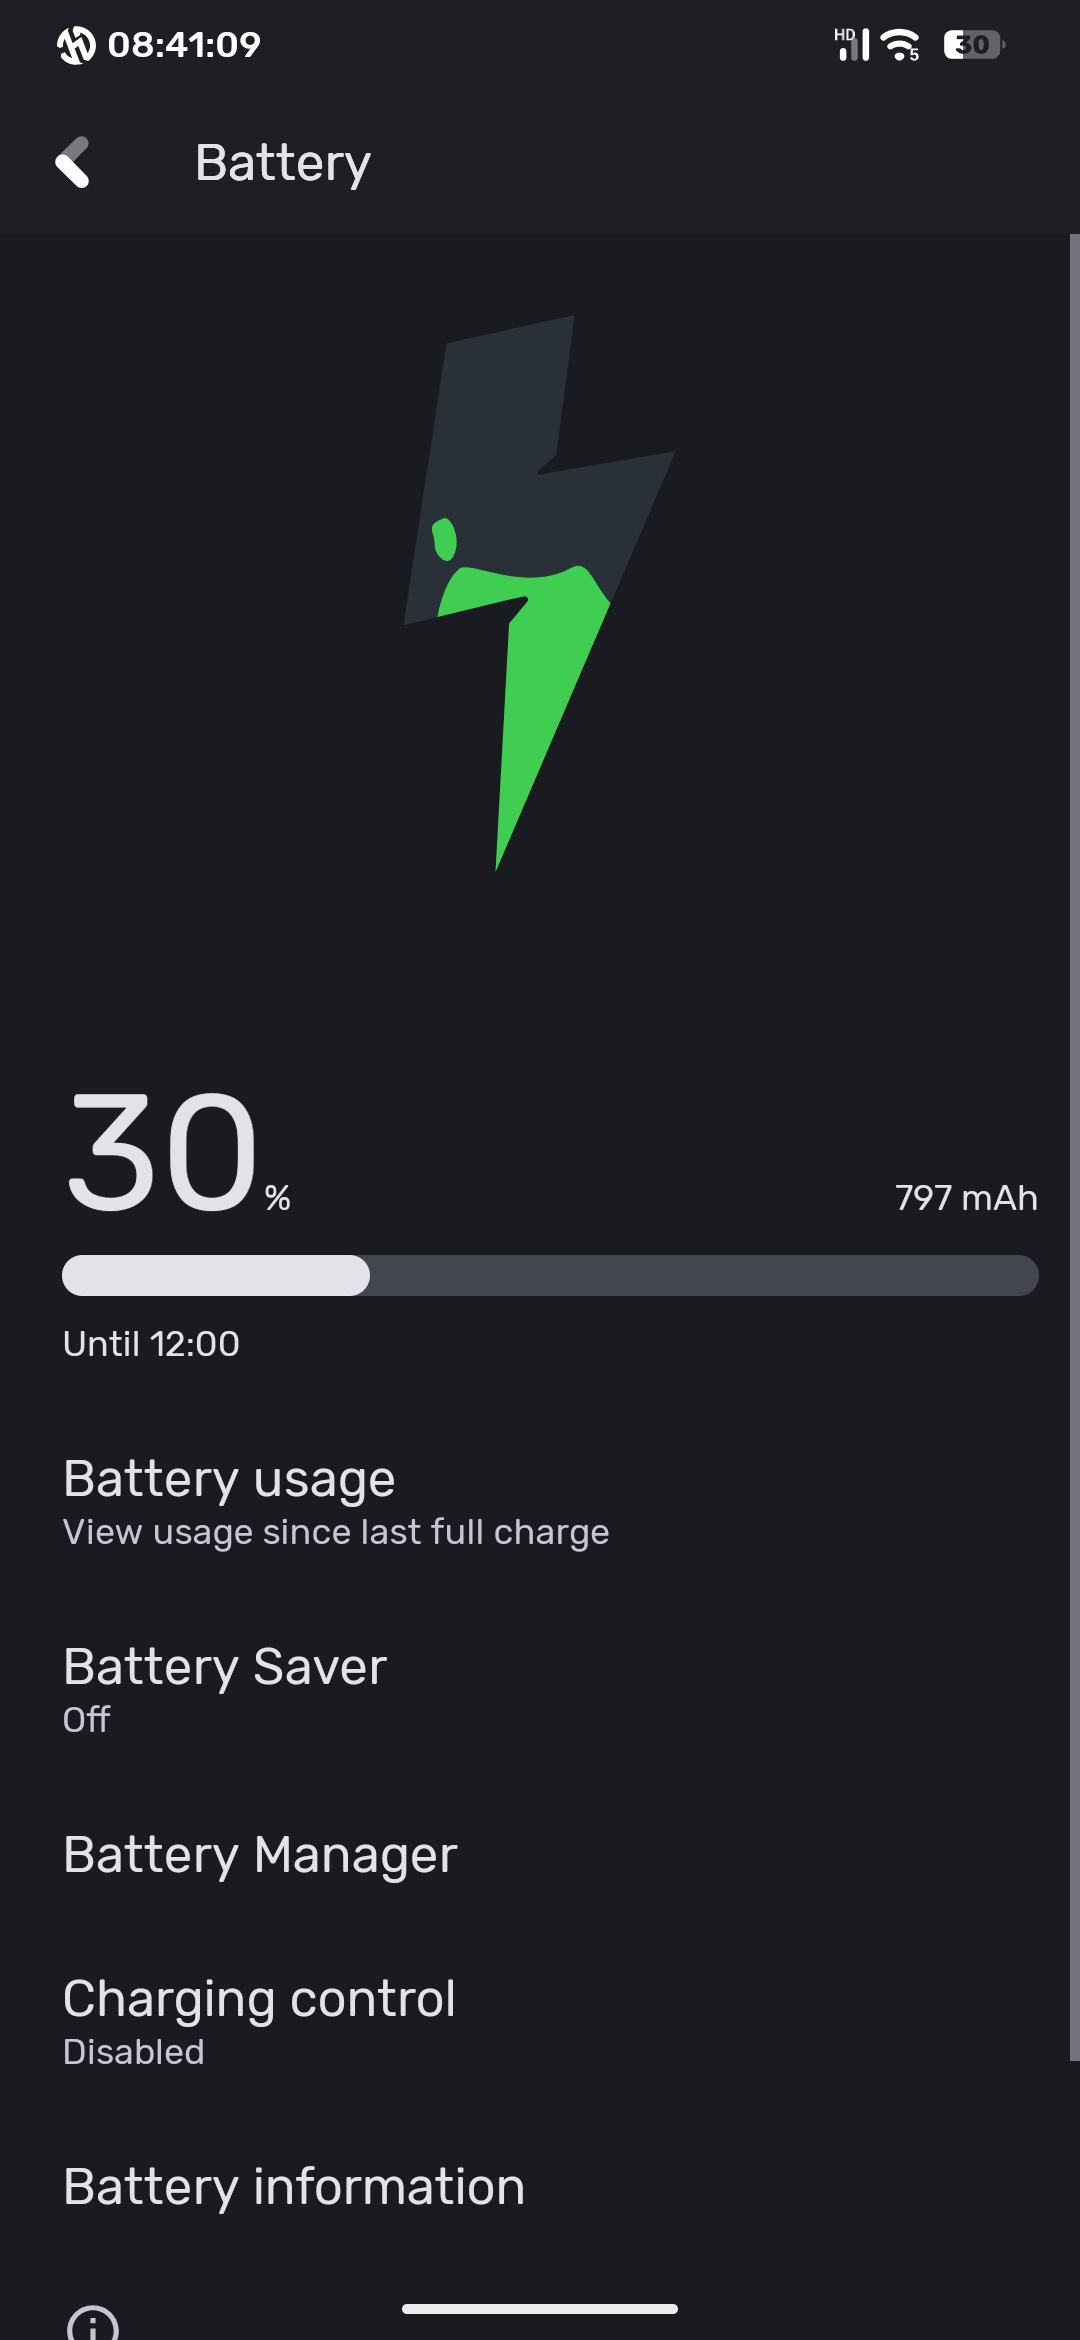 08:41:09
HD
5
30
Battery
30%
797 mAh
Until 12:00
Battery usage
View usage since last full charge
Battery Saver
Off
Battery Manager
Charging control
Disabled
Battery information